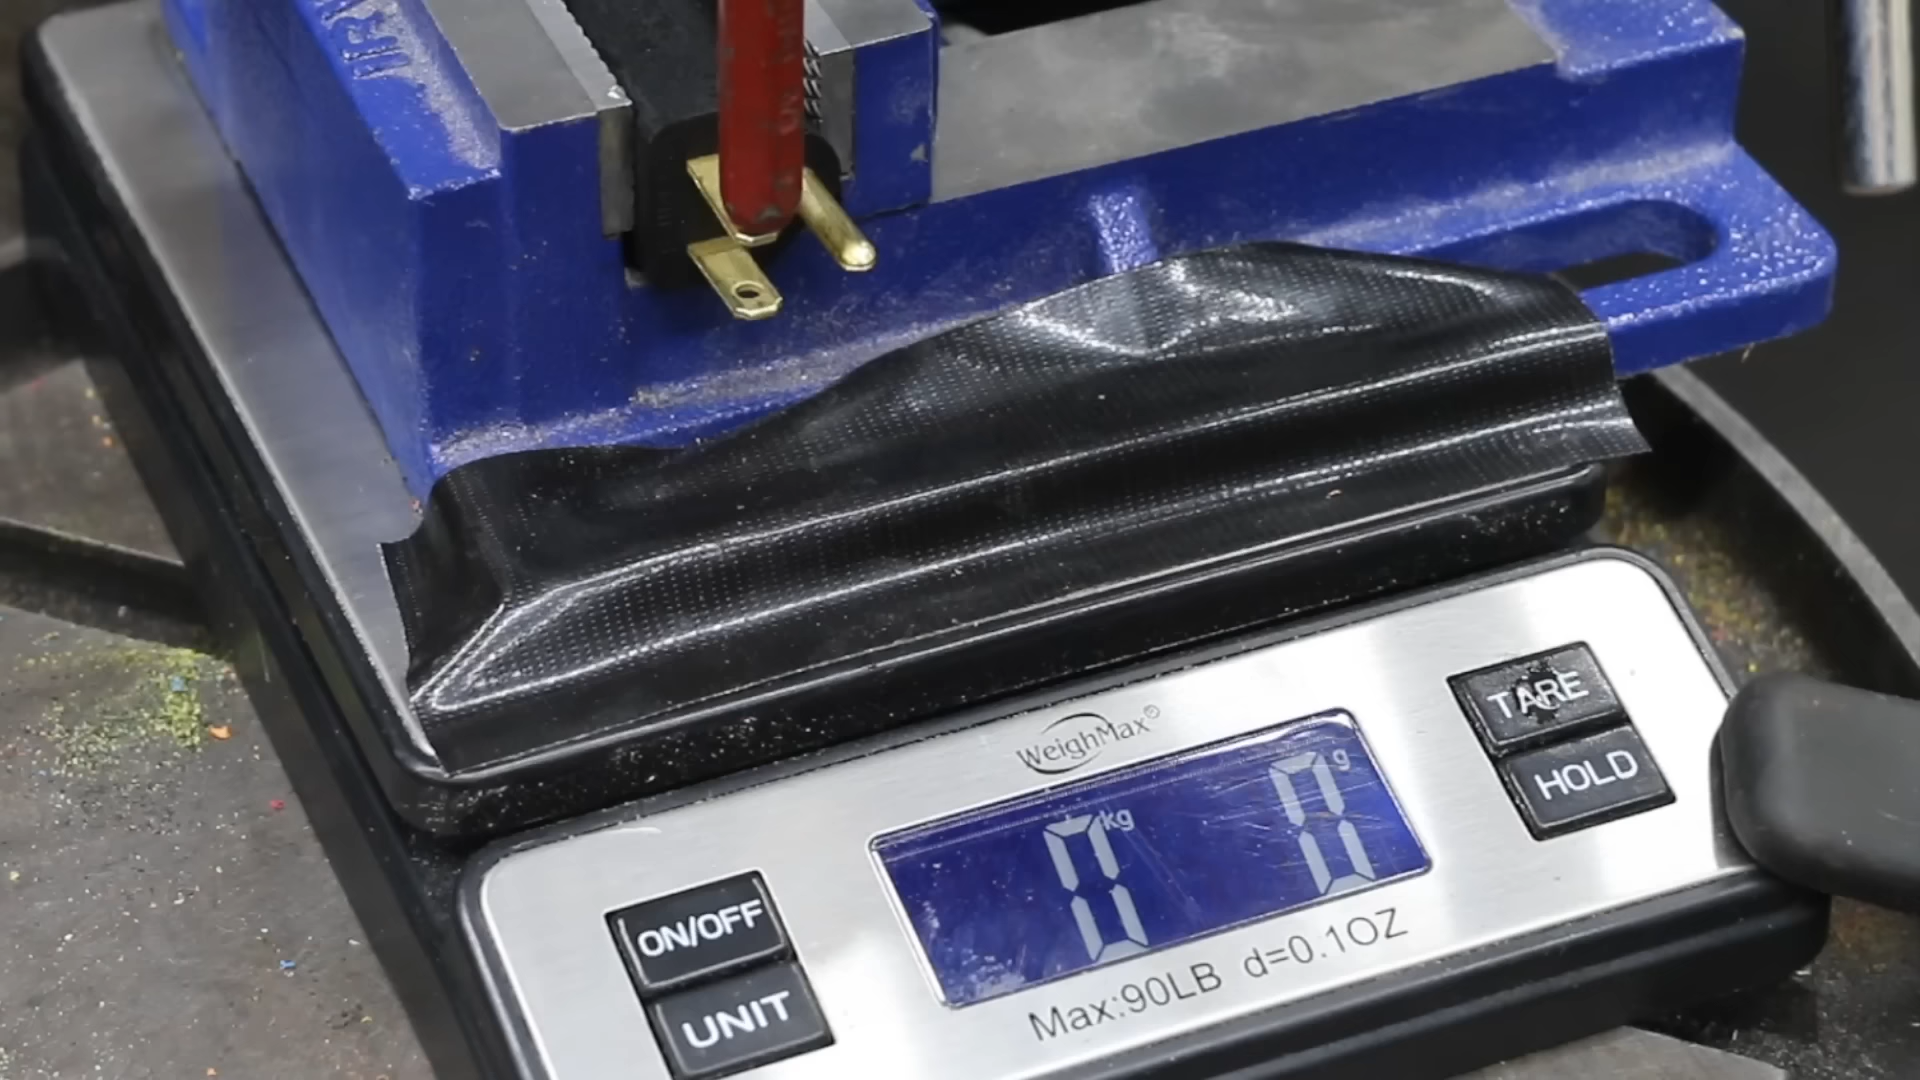 WeighMax®
TARE
HOLD
0 kg 0 g
ON/OFF
UNIT
Max:90LB d=0.1OZ